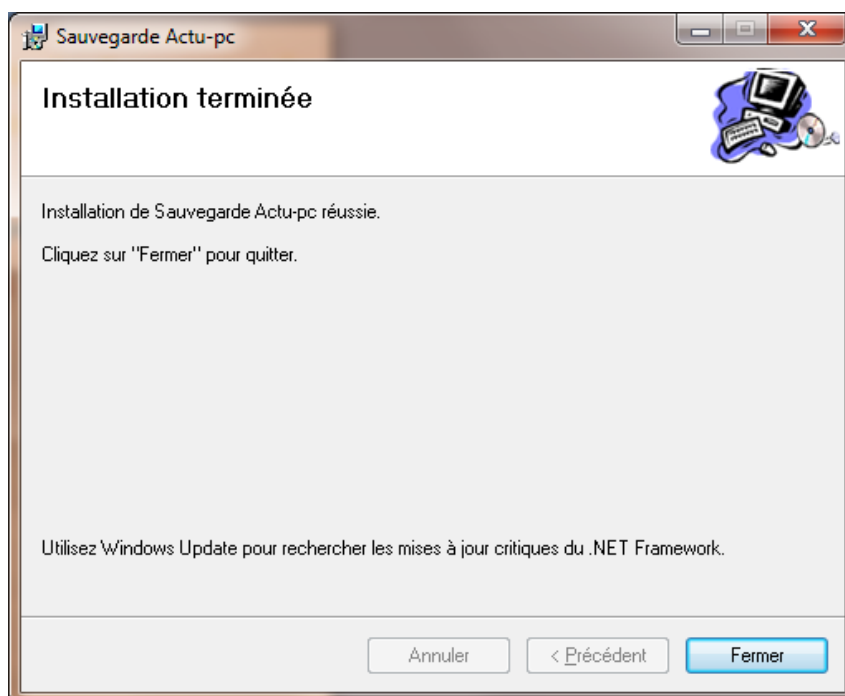 Sauvegarde Actu-pc
Installation terminée
Installation de Sauvegarde Actu-pc réussie.
Cliquez sur "Fermer" pour quitter.
Utilisez Windows Update pour rechercher les mises à jour critiques du .NET Framework.
Annuler
< Précédent
Fermer